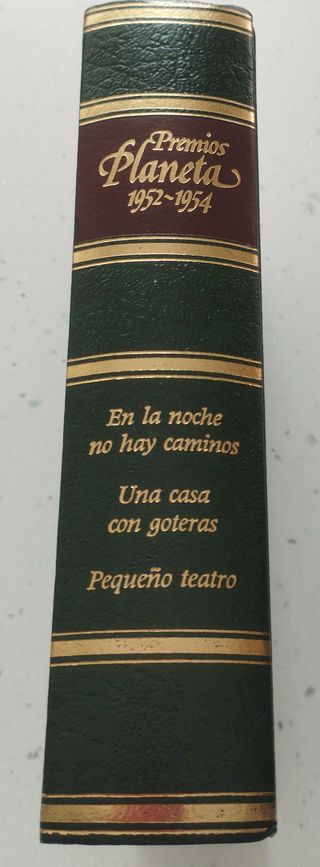 Premios
Planeta
1952~1954
En la noche
no hay caminos
Una casa
con goteras
Pequeño teatro